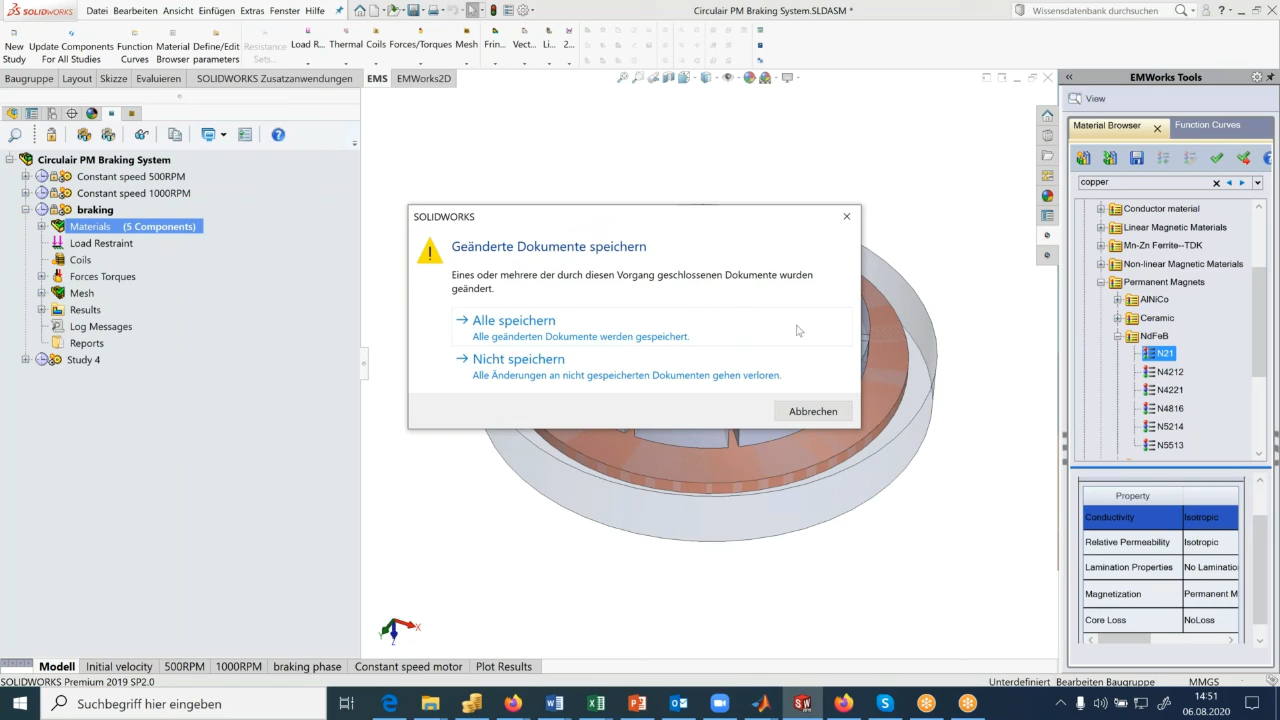 SOLIDWORKS
Datei Bearbeiten Ansicht Einfügen Extras Fenster Hilfe
Circulair PM Braking System.SLDASM *
Wissensdatenbank durchsuchen
New Study
Update Components For All Studies
Function Curves
Material Browser
Define/Edit parameters
Resistance Sets...
Load R...
Thermal
Coils
Forces/Torques
Mesh
Frin...
Vect...
Li...
2...
Baugruppe
Layout
Skizze
Evaluieren
SOLIDWORKS Zusatzanwendungen
EMS
EMWorks2D
Circulair PM Braking System
Constant speed 500RPM
Constant speed 1000RPM
braking
Materials (5 Components)
Load Restraint
Coils
Forces Torques
Mesh
Results
Log Messages
Reports
Study 4
SOLIDWORKS
Geänderte Dokumente speichern
Eines oder mehrere der durch diesen Vorgang geschlossenen Dokumente wurden
geändert.
Alle speichern
Alle geänderten Dokumente werden gespeichert.
Nicht speichern
Alle Änderungen an nicht gespeicherten Dokumenten gehen verloren.
Abbrechen
X
Y
Z
EMWorks Tools
View
Material Browser
Function Curves
copper
Conductor material
Linear Magnetic Materials
Mn-Zn Ferrite--TDK
Non-linear Magnetic Materials
Permanent Magnets
AlNiCo
Ceramic
NdFeB
N21
N4212
N4221
N4816
N5214
N5513
Property
Conductivity Isotropic
Relative Permeability Isotropic
Lamination Properties No Laminatio
Magnetization Permanent M
Core Loss NoLoss
Modell
Initial velocity
500RPM
1000RPM
braking phase
Constant speed motor
Plot Results
SOLIDWORKS Premium 2019 SP2.0
Unterdefiniert Bearbeiten Baugruppe
MMGS
Suchbegriff hier eingeben
14:51
06.08.2020